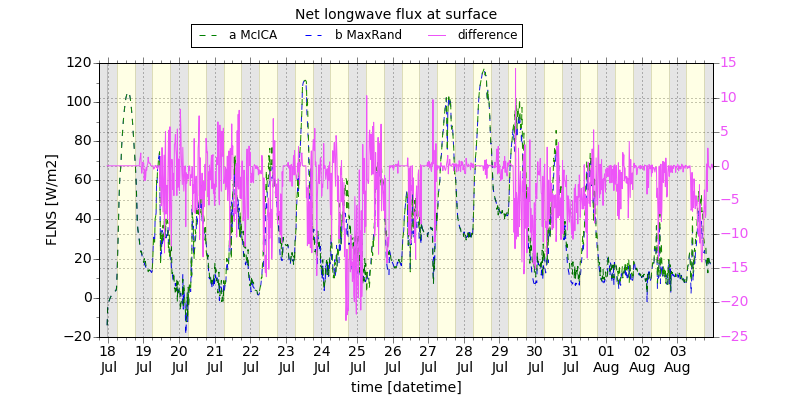 Net longwave flux at surface
a McICA b MaxRand difference
120 15
100 10
80 5
60 0
40 −5
20 −10
0 −15
−20 −20
−25
FLNS [W/m2]
18 19 20 21 22 23 24 25 26 27 28 29 30 31 01 02 03
Jul Jul Jul Jul Jul Jul Jul Jul Jul Jul Jul Jul Jul Jul Aug Aug Aug
time [datetime]